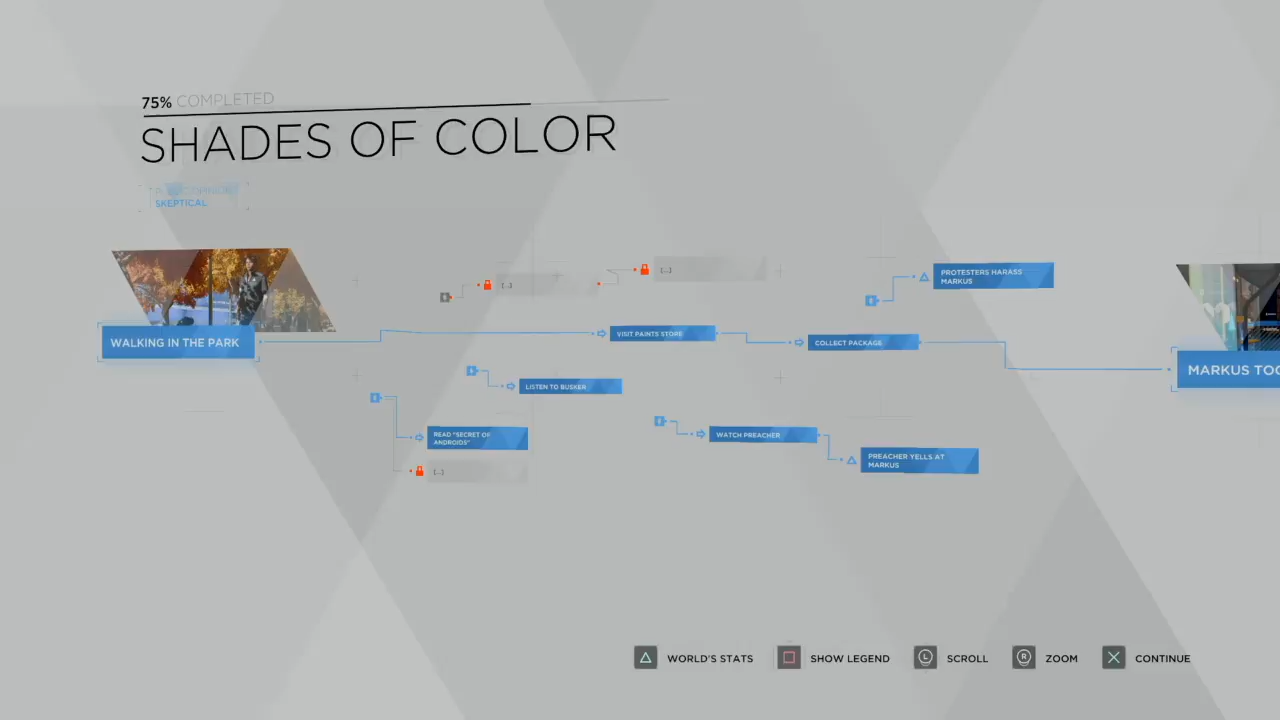 75% COMPLETED
SHADES OF COLOR
SKEPTICAL
WALKING IN THE PARK
[...]
[...]
PROTESTERS HARASS
MARKUS
VISIT PAINTS STORE
COLLECT PACKAGE
MARKUS TOO
LISTEN TO BUSKER
READ "SECRET OF
ANDROIDS"
[...]
WATCH PREACHER
PREACHER YELLS AT
MARKUS
WORLD'S STATS
SHOW LEGEND
L
SCROLL
R
ZOOM
CONTINUE